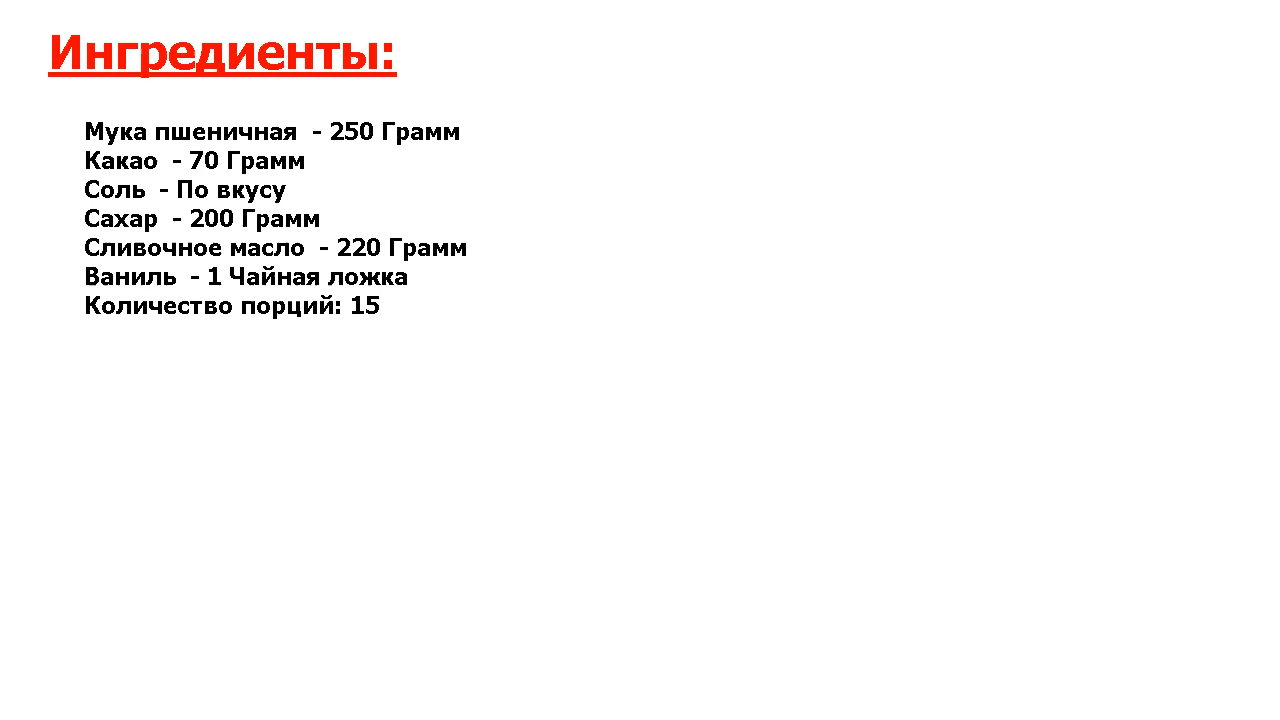 Ингредиенты:
Мука пшеничная  - 250 Грамм
Какао  - 70 Грамм
Соль  - По вкусу
Сахар  - 200 Грамм
Сливочное масло  - 220 Грамм
Ваниль  - 1 Чайная ложка
Количество порций: 15